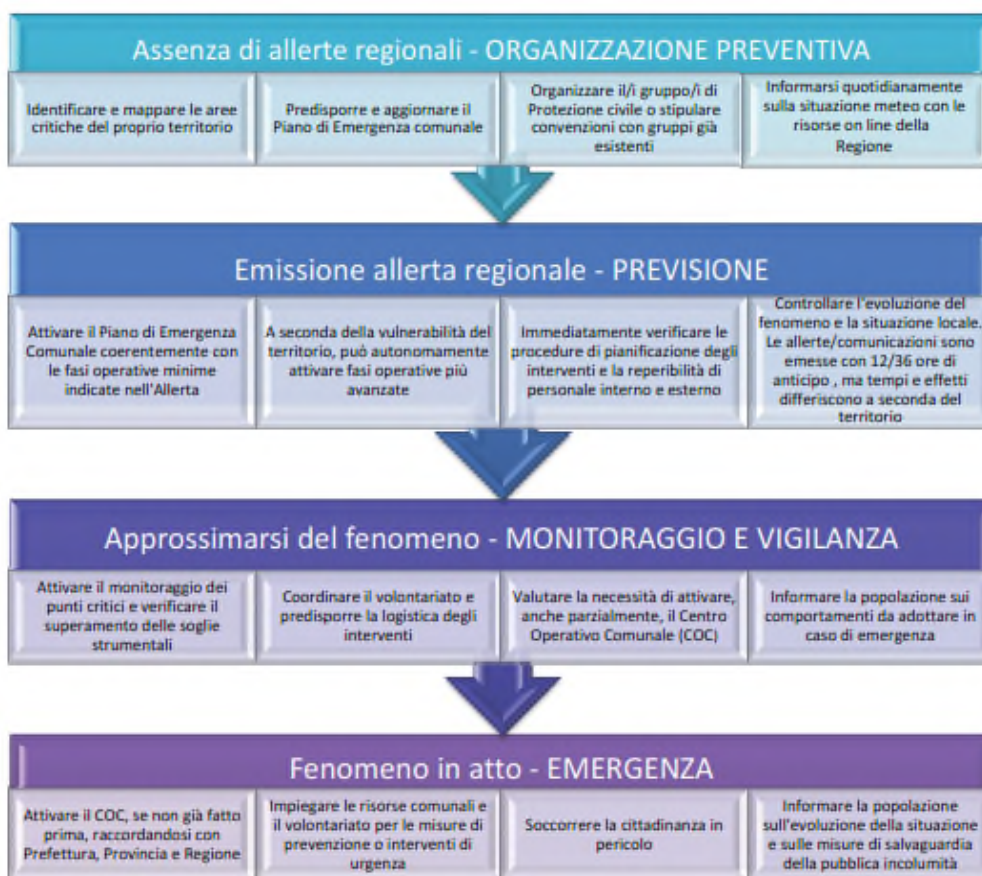 Assenza di allerte regionali - ORGANIZZAZIONE PREVENTIVA
Identificare e mappare le aree
critiche del proprio territorio
Predisporre e aggiornare il
Piano di Emergenza comunale
Organizzare il/i gruppo/i di
Protezione civile o stipulare
convenzioni con gruppi già
esistenti
Informarsi quotidianamente
sulla situazione meteo con le
risorse on line della
Regione
Emissione allerta regionale - PREVISIONE
Attivare il Piano di Emergenza
Comunale coerentemente con
le fasi operative minime
indicate nell'Allerta
A seconda della vulnerabilità del
territorio, può autonomamente
attivare fasi operative più
avanzate
Immediatamente verificare le
procedure di pianificazione degli
interventi e la reperibilità di
personale interno e esterno
Controllare l'evoluzione del
fenomeno e la situazione locale.
Le allerte/comunicazioni sono
emesse con 12/36 ore di
anticipo , ma tempi e effetti
differiscono a seconda del
territorio
Approssimarsi del fenomeno - MONITORAGGIO E VIGILANZA
Attivare il monitoraggio dei
punti critici e verificare il
superamento delle soglie
strumentali
Coordinare il volontariato e
predisporre la logistica degli
interventi
Valutare la necessità di attivare,
anche parzialmente, il Centro
Operativo Comunale (COC)
Informare la popolazione sui
comportamenti da adottare in
caso di emergenza
Fenomeno in atto - EMERGENZA
Attivare il COC, se non già fatto
prima, raccordandosi con
Prefettura, Provincia e Regione
Impiegare le risorse comunali e
il volontariato per le misure di
prevenzione o interventi di
urgenza
Soccorrere la cittadinanza in
pericolo
Informare la popolazione
sull'evoluzione della situazione
e sulle misure di salvaguardia
della pubblica incolumità